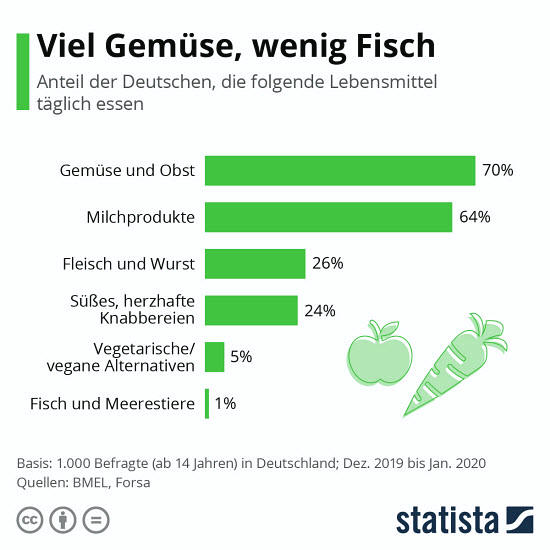 Viel Gemüse, wenig Fisch
Anteil der Deutschen, die folgende Lebensmittel
täglich essen
Gemüse und Obst 70%
Milchprodukte 64%
Fleisch und Wurst 26%
Süßes, herzhafte
Knabbereien 24%
Vegetarische/
vegane Alternativen 5%
Fisch und Meerestiere 1%
Basis: 1.000 Befragte (ab 14 Jahren) in Deutschland; Dez. 2019 bis Jan. 2020
Quellen: BMEL, Forsa
cc
statista